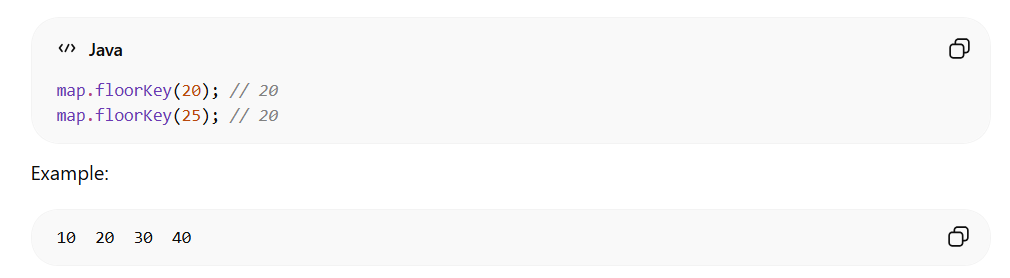 </> Java
map.floorKey(20); // 20
map.floorKey(25); // 20
Example:
10  20  30  40